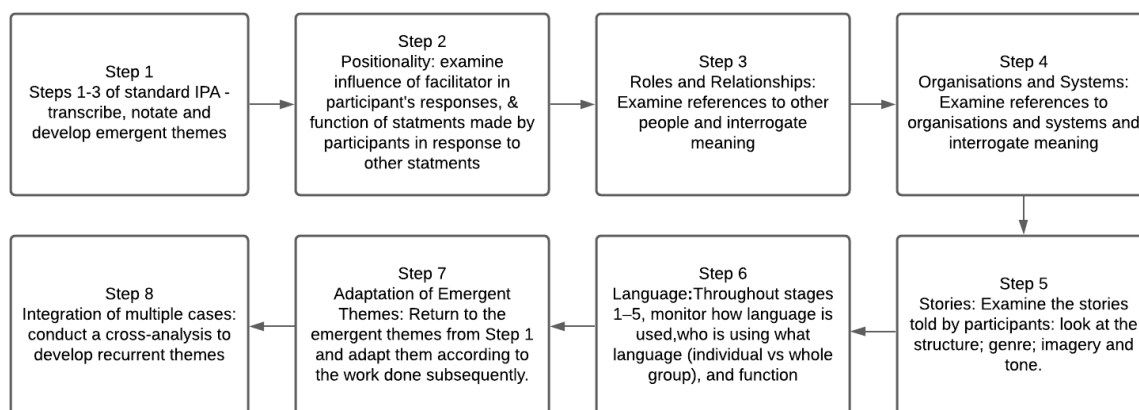 Step 1
Steps 1-3 of standard IPA -
transcribe, notate and
develop emergent themes
Step 2
Positionality: examine
influence of facilitator in
participant's responses, &
function of statments made by
participants in response to
other statments
Step 3
Roles and Relationships:
Examine references to other
people and interrogate
meaning
Step 4
Organisations and Systems:
Examine references to
organisations and systems and
interrogate meaning
Step 5
Stories: Examine the stories
told by participants: look at the
structure; genre; imagery and
tone.
Step 6
Language:Throughout stages
1–5, monitor how language is
used,who is using what
language (individual vs whole
group), and function
Step 7
Adaptation of Emergent
Themes: Return to the
emergent themes from Step 1
and adapt them according to
the work done subsequently.
Step 8
Integration of multiple cases:
conduct a cross-analysis to
develop recurrent themes